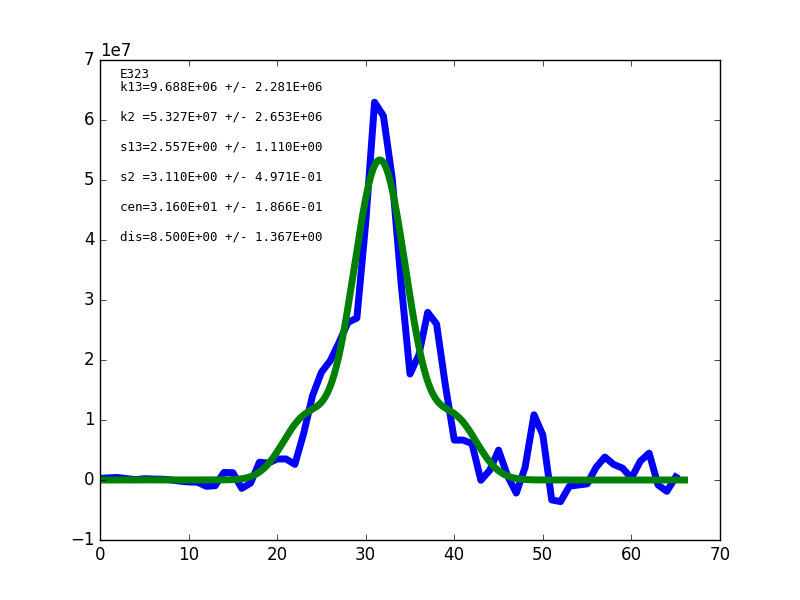 1e7
E323
k13=9.688E+06 +/- 2.281E+06
k2 =5.327E+07 +/- 2.653E+06
s13=2.557E+00 +/- 1.110E+00
s2 =3.110E+00 +/- 4.971E-01
cen=3.160E+01 +/- 1.866E-01
dis=8.500E+00 +/- 1.367E+00
7
6
5
4
3
2
1
0
−1
0 10 20 30 40 50 60 70